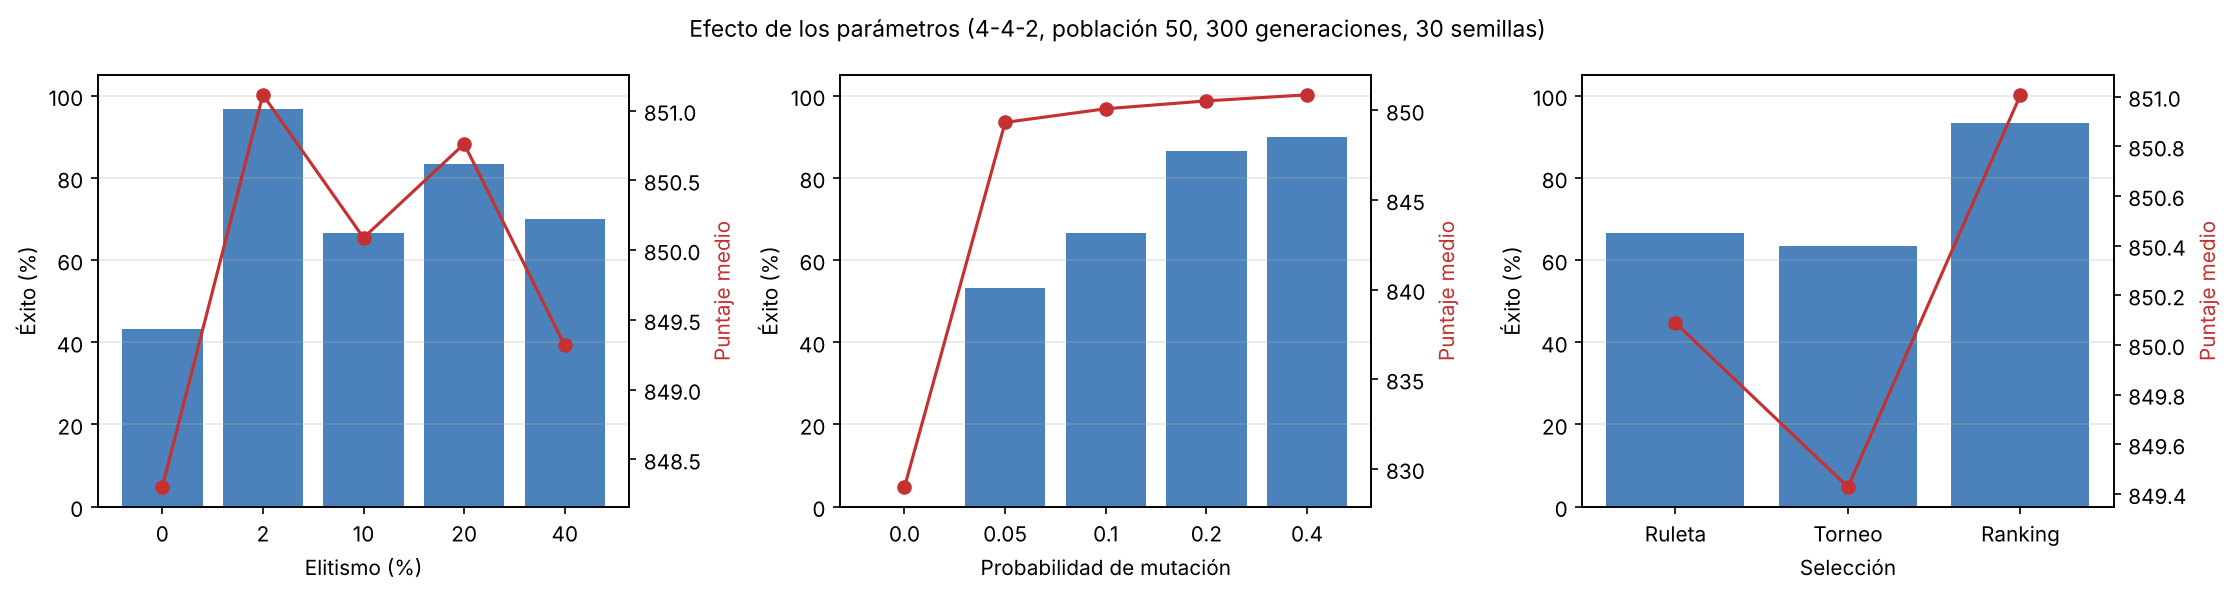 Efecto de los parámetros (4-4-2, población 50, 300 generaciones, 30 semillas)
Éxito (%)
100
80
60
40
20
0
0 2 10 20 40
Elitismo (%)
851.0
850.5
850.0
849.5
849.0
848.5
Puntaje medio
Éxito (%)
100
80
60
40
20
0
0.0 0.05 0.1 0.2 0.4
Probabilidad de mutación
850
845
840
835
830
Puntaje medio
Éxito (%)
100
80
60
40
20
0
Ruleta Torneo Ranking
Selección
851.0
850.8
850.6
850.4
850.2
850.0
849.8
849.6
849.4
Puntaje medio